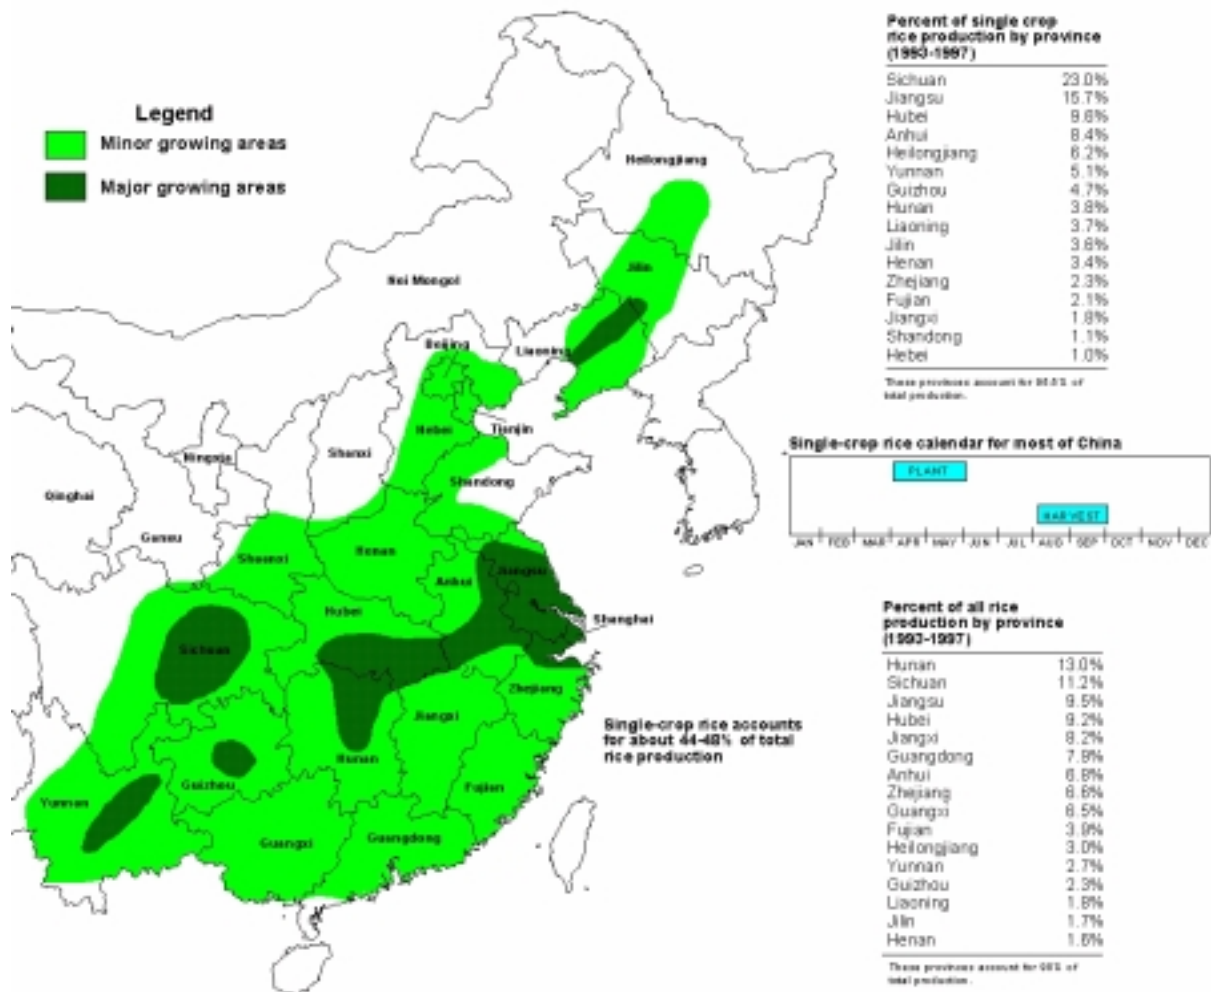 Percent of single crop
rice production by province
(1993-1997)
Sichuan 23.0%
Jiangsu 15.7%
Hubei 9.6%
Anhui 8.4%
Heilongjiang 6.2%
Yunnan 5.1%
Guizhou 4.7%
Hunan 3.8%
Liaoning 3.7%
Jilin 3.6%
Henan 3.4%
Zhejiang 2.3%
Fujian 2.1%
Jiangxi 1.8%
Shandong 1.1%
Hebei 1.0%
These provinces account for of
total production.
Legend
Minor growing areas
Major growing areas
Heilongjiang
Jilin
Nei Mongol
Beijing
Liaoning
Hebei
Tianjin
Shanxi
Ningxia
Shandong
Qinghai
Gansu
Shaanxi
Henan
Jiangsu
Anhui
Hubei
Shanghai
Sichuan
Zhejiang
Jiangxi
Hunan
Guizhou
Fujian
Yunnan
Guangxi
Guangdong
Single-crop rice calendar for most of China
PLANT
HARVEST
JAN FEB MAR APR MAY JUN JUL AUG SEP OCT NOV DEC
Single-crop rice accounts
for about 44-48% of total
rice production
Percent of all rice
production by province
(1993-1997)
Hunan 13.0%
Sichuan 11.2%
Jiangsu 9.5%
Hubei 9.2%
Jiangxi 8.2%
Guangdong 7.9%
Anhui 6.8%
Zhejiang 6.6%
Guangxi 6.5%
Fujian 3.9%
Heilongjiang 3.0%
Yunnan 2.7%
Guizhou 2.3%
Liaoning 1.8%
Jilin 1.7%
Henan 1.6%
These provinces account for of
total production.